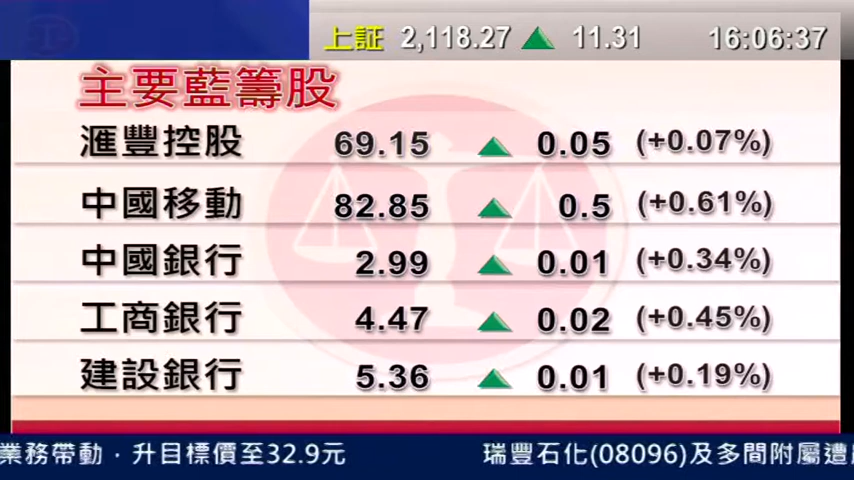 上証 2,118.27 ▲ 11.31 16:06:37
主要藍籌股
滙豐控股 69.15 ▲ 0.05 (+0.07%)
中國移動 82.85 ▲ 0.5 (+0.61%)
中國銀行 2.99 ▲ 0.01 (+0.34%)
工商銀行 4.47 ▲ 0.02 (+0.45%)
建設銀行 5.36 ▲ 0.01 (+0.19%)
業務帶動，升目標價至32.9元 瑞豐石化(08096)及多間附屬遭